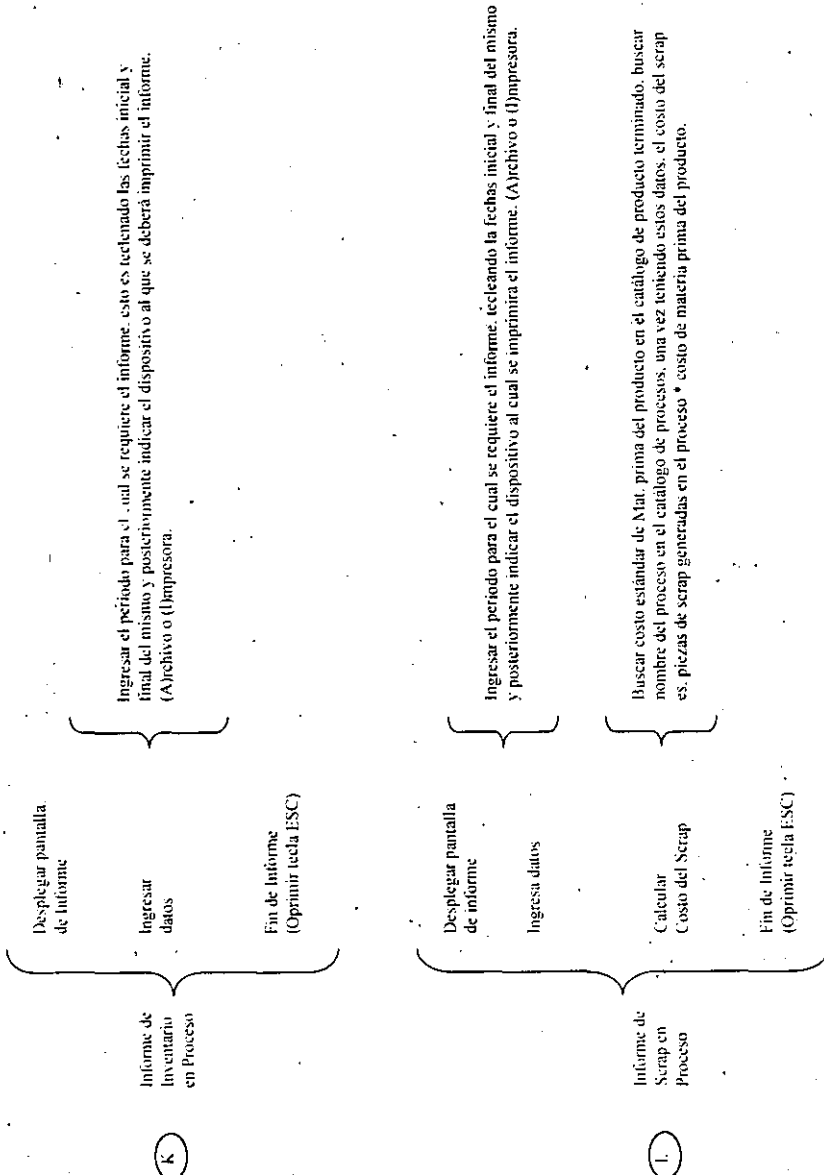 K
Informe de
Inventario
en Proceso
Desplegar pantalla
de Informe
Ingresar
datos
Ingresar el período para el .ual se requiere el informe, esto es teclenado las fechas inicial y
final del mismo y posteriormente indicar el dispositivo al que se deberá imprimir el informe.
(A)rchivo o (I)mpresora.
Fin de Informe
(Oprimir tecla ESC)
L
Informe de
Scrap en
Proceso
Desplegar pantalla
de informe
Ingresa datos
Ingresar el período para el cual se requiere el informe, tecleando la fechas inicial y final del mismo
y posteriormente indicar el dispositivo al cual se imprimira el informe. (A)rchivo o (I)mpresora.
Calcular
Costo del Scrap
Buscar costo estándar de Mat. prima del producto en el catálogo de producto terminado, buscar
nombre del proceso en el catálogo de procesos, una vez teniendo estos datos, el costo del scrap
es, piezas de scrap generadas en el proceso * costo de materia prima del producto.
Fin de Informe
(Oprimir tecla ESC)